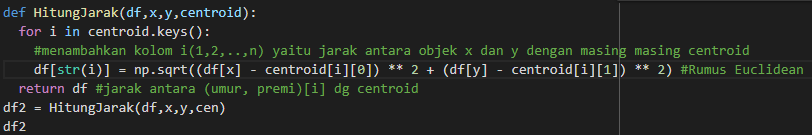 def HitungJarak(df,x,y,centroid):
  for i in centroid.keys():
    #menambahkan kolom i(1,2,..,n) yaitu jarak antara objek x dan y dengan masing masing centroid
    df[str(i)] = np.sqrt((df[x] - centroid[i][0]) ** 2 + (df[y] - centroid[i][1]) ** 2) #Rumus Euclidean
  return df #jarak antara (umur, premi)[i] dg centroid
df2 = HitungJarak(df,x,y,cen)
df2